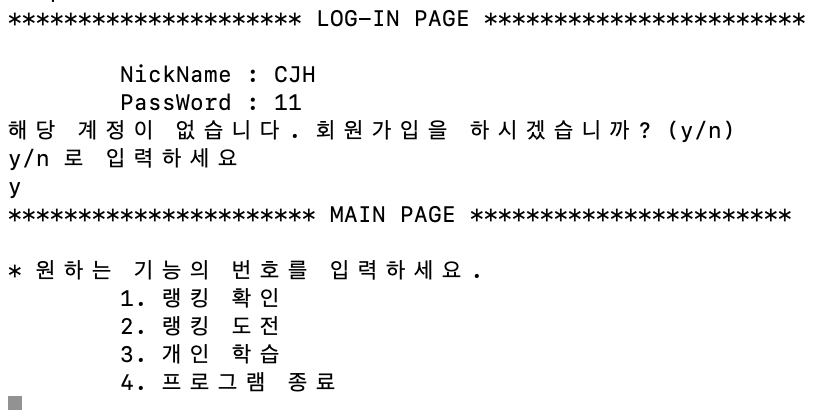 ********************* LOG-IN PAGE ***********************
NickName : CJH
PassWord : 11
해당 계정이 없습니다. 회원가입을 하시겠습니까? (y/n)
y/n 로 입력하세요
y
********************** MAIN PAGE ***********************
* 원하는 기능의 번호를 입력하세요.
1. 랭킹 확인
2. 랭킹 도전
3. 개인 학습
4. 프로그램 종료